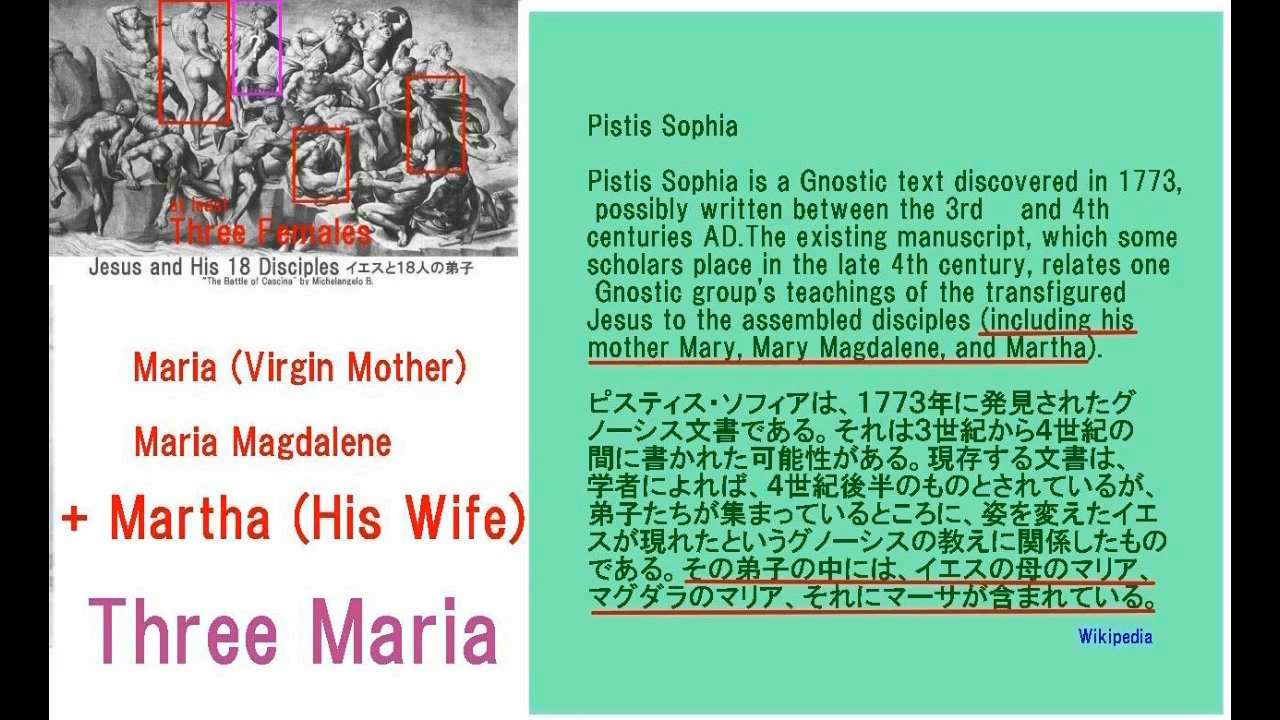 ?
at least
Three Females
Jesus and His 18 Disciples イエスと18人の弟子
"The Battle of Cascina" by Michelangelo B.
Maria (Virgin Mother)
Maria Magdalene
+ Martha (His Wife)
Three Maria
Pistis Sophia
Pistis Sophia is a Gnostic text discovered in 1773,
possibly written between the 3rd and 4th
centuries AD.The existing manuscript, which some
scholars place in the late 4th century, relates one
Gnostic group's teachings of the transfigured
Jesus to the assembled disciples (including his
mother Mary, Mary Magdalene, and Martha).
ピスティス・ソフィアは、1773年に発見されたグ
ノーシス文書である。それは3世紀から4世紀の
間に書かれた可能性がある。現存する文書は、
学者によれば、4世紀後半のものとされているが、
弟子たちが集まっているところに、姿を変えたイエ
スが現れたというグノーシスの教えに関係したもの
である。その弟子の中には、イエスの母のマリア、
マグダラのマリア、それにマーサが含まれている。
Wikipedia